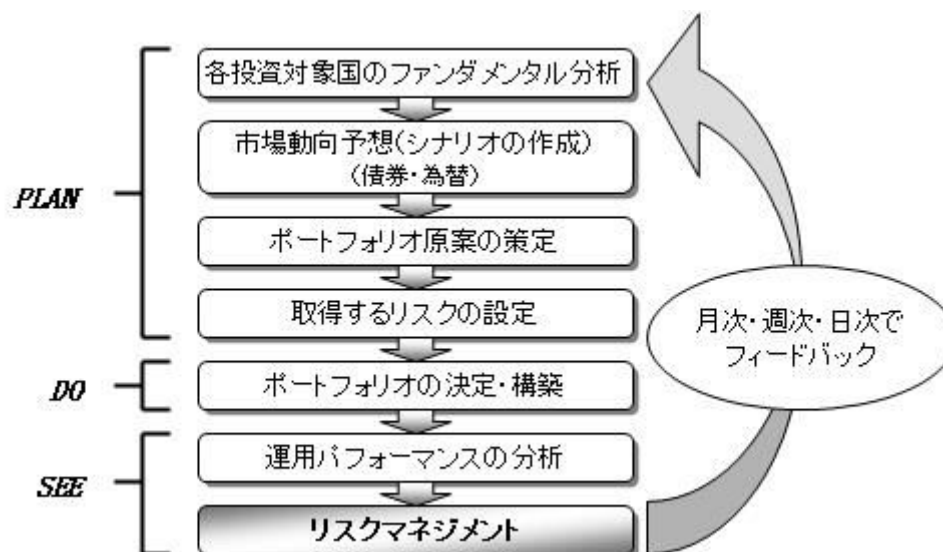 各投資対象国のファンダメンタル分析
市場動向予想(シナリオの作成)
(債券・為替)
PLAN
ポートフォリオ原案の策定
取得するリスクの設定
月次・週次・日次で
フィードバック
DO
ポートフォリオの決定・構築
SEE
運用パフォーマンスの分析
リスクマネジメント